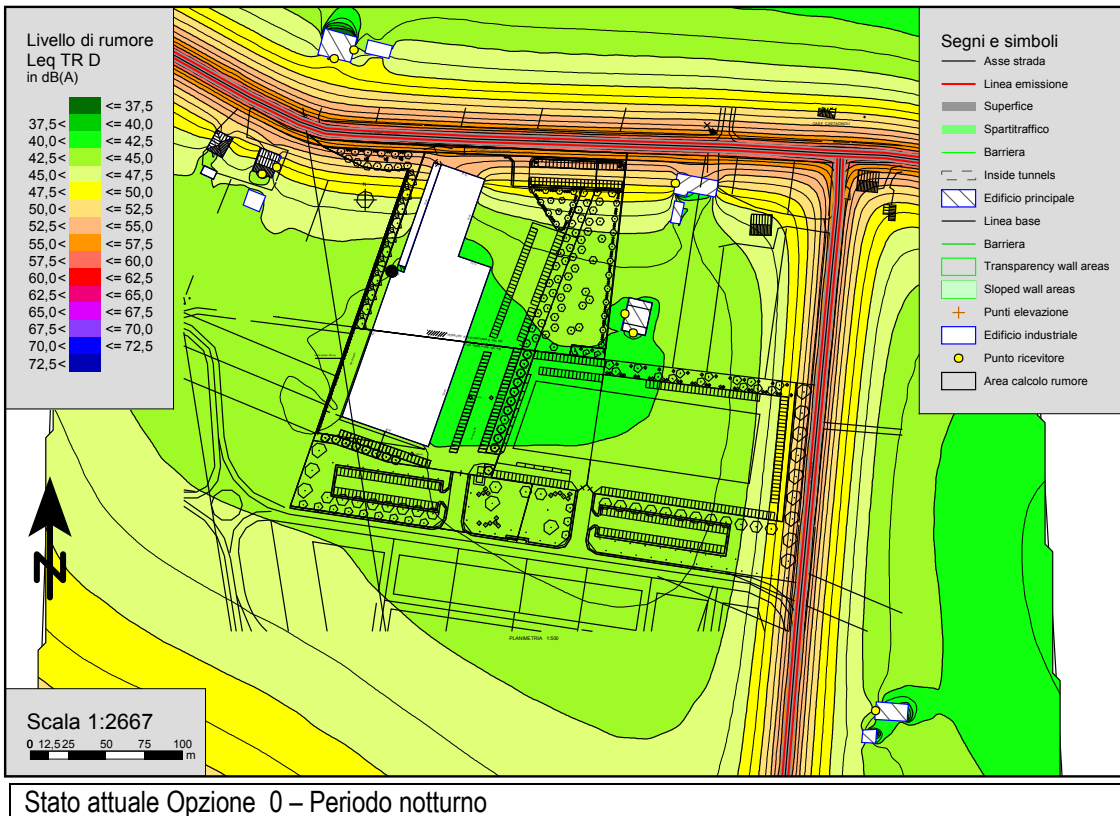 Livello di rumore
Leq TR D
in dB(A)
<= 37,5
37,5< <= 40,0
40,0< <= 42,5
42,5< <= 45,0
45,0< <= 47,5
47,5< <= 50,0
50,0< <= 52,5
52,5< <= 55,0
55,0< <= 57,5
57,5< <= 60,0
60,0< <= 62,5
62,5< <= 65,0
65,0< <= 67,5
67,5< <= 70,0
70,0< <= 72,5
72,5<
Segni e simboli
Asse strada
Linea emissione
Superfice
Spartitraffico
Barriera
Inside tunnels
Edificio principale
Linea base
Barriera
Transparency wall areas
Sloped wall areas
Punti elevazione
Edificio industriale
Punto ricevitore
Area calcolo rumore
PLANIMETRIA 1:500
N
Scala 1:2667
0 12,5 25 50 75 100
m
Stato attuale Opzione 0 – Periodo notturno